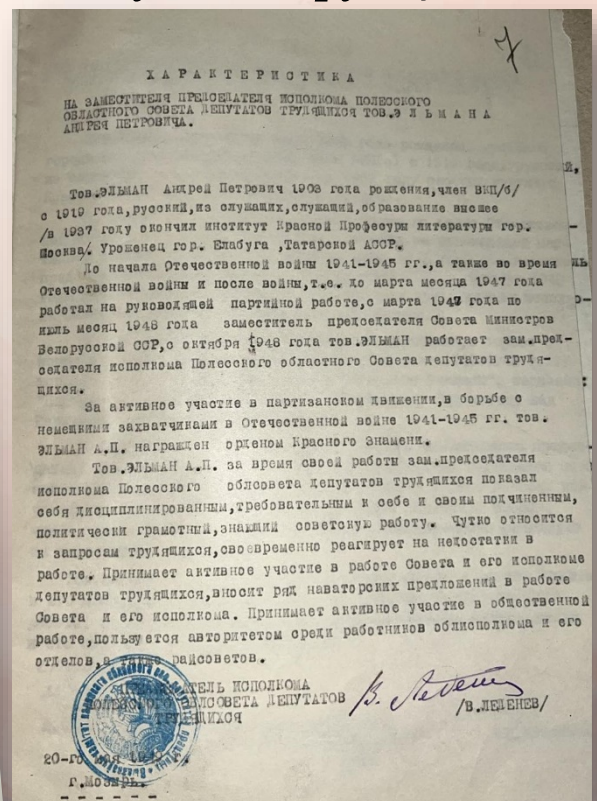 7
ХАРАКТЕРИСТИКА
НА ЗАМЕСТИТЕЛЯ ПРЕДСЕДАТЕЛЯ ИСПОЛКОМА ПОЛЕССКОГО
ОБЛАСТНОГО СОВЕТА ДЕПУТАТОВ ТРУДЯЩИХСЯ ТОВ.ЭЛЬМАНА
АНДРЕЯ ПЕТРОВИЧА.
Тов.ЭЛЬМАН Андрей Петрович 1903 года рождения,член ВКП/б/
с 1919 года,русский,из служащих,служащий,образование высшее
/в 1937 году окончил институт Красной Професуры литературы гор.
Москва/. Уроженец гор. Елабуга ,Татарской АССР.
До начала Отечественной войны 1941-1945 гг.,а также во время
Отечественной войны и после войны,т.е. до марта месяца 1947 года
работал на руководящей партийной работе,с марта 1947 года по
июль месяц 1948 года заместитель председателя Совета Министров
Белорусской ССР,с октября 1948 года тов.ЭЛЬМАН работает зам.пред-
седателя исполкома Полесского областного Совета депутатов трудя-
щихся.
За активное участие в партизанском движении,в борьбе с
немецкими захватчиками в Отечественной войне 1941-1945 гг. тов.
ЭЛЬМАН А.П. награжден орденом Красного Знамени.
Тов.ЭЛЬМАН А.П. за время своей работы зам.председателя
исполкома Полесского облсовета депутатов трудящихся показал
себя дисциплинированным,требовательным к себе и своим подчиненным,
политически грамотный,знающий советскую работу. Чутко относится
к запросам трудящихся,своевременно реагирует на недостатки в
работе. Принимает активное участие в работе Совета и его исполкоме
депутатов трудящихся,вносит ряд наваторских предложений в работе
Совета и его исполкома. Принимает активное участие в общественной
работе,пользуется авторитетом среди работников облисполкома и его
отделов,а также райсоветов.
ПРЕДСЕДАТЕЛЬ ИСПОЛКОМА
ПОЛЕССКОГО ОБЛСОВЕТА ДЕПУТАТОВ
ТРУДЯЩИХСЯ
/В.ЛЕДЕНЕВ/
20-го мая
г.Мозырь.